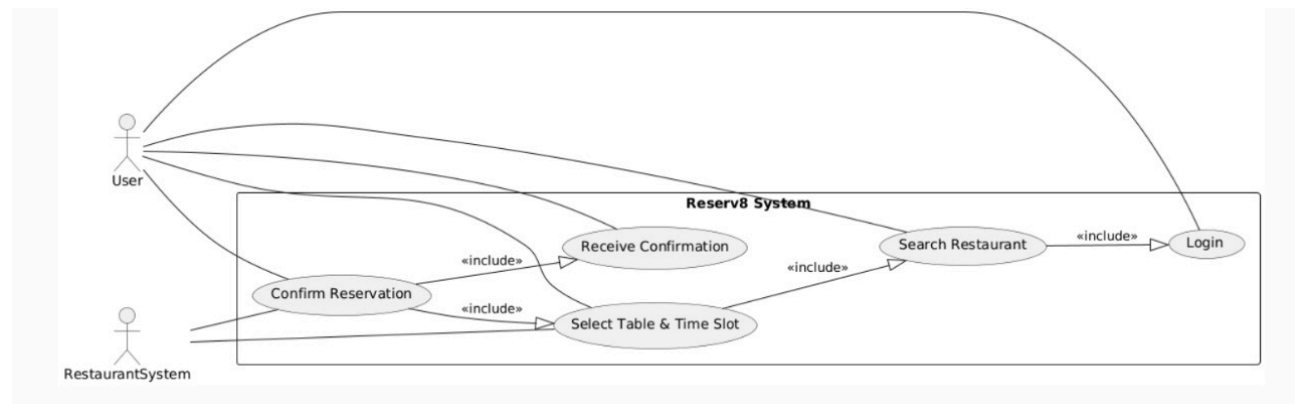 User
Reserv8 System
«include»
Login
Search Restaurant
Receive Confirmation
«include»
«include»
Confirm Reservation
«include»
Select Table & Time Slot
RestaurantSystem